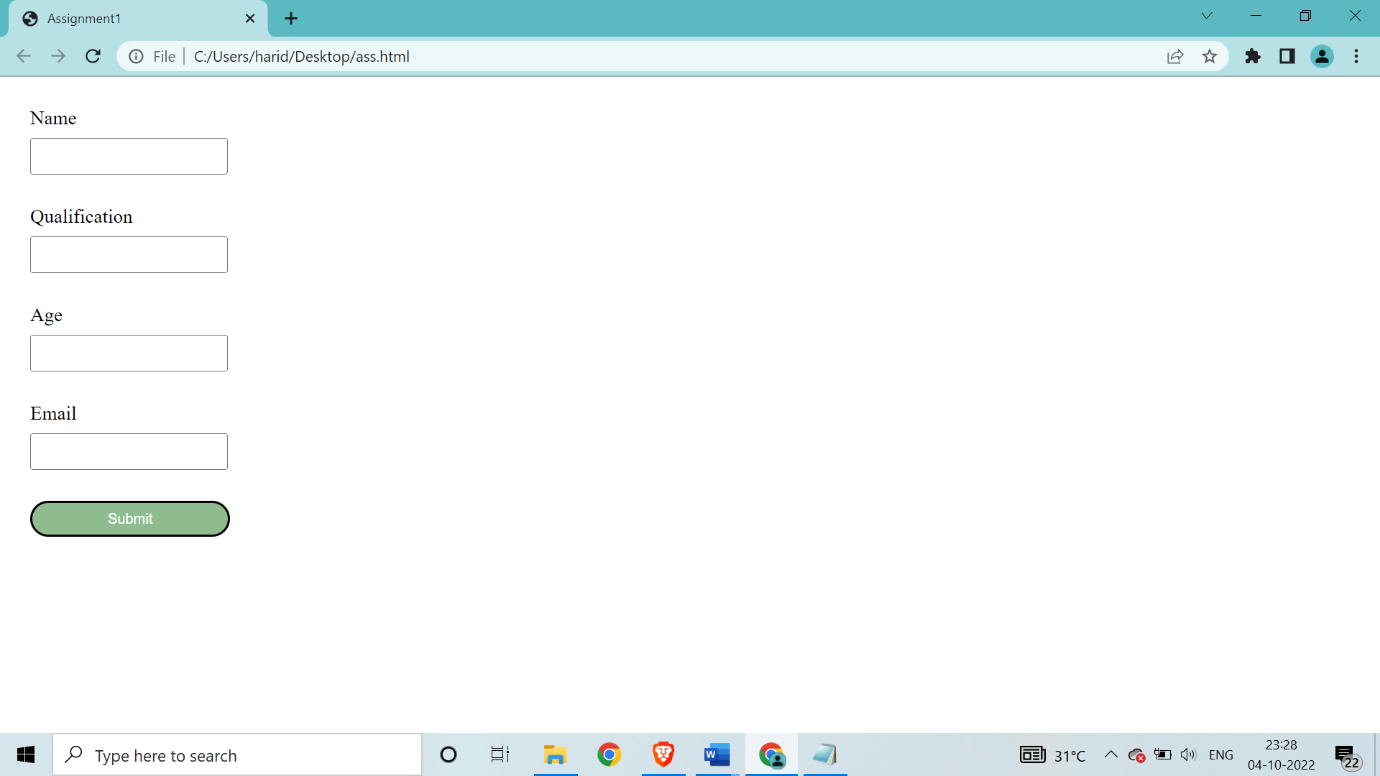 Assignment1
File C:/Users/harid/Desktop/ass.html
Name
Qualification
Age
Email
Submit
Type here to search
W
31°C
ENG
23:28
04-10-2022
22